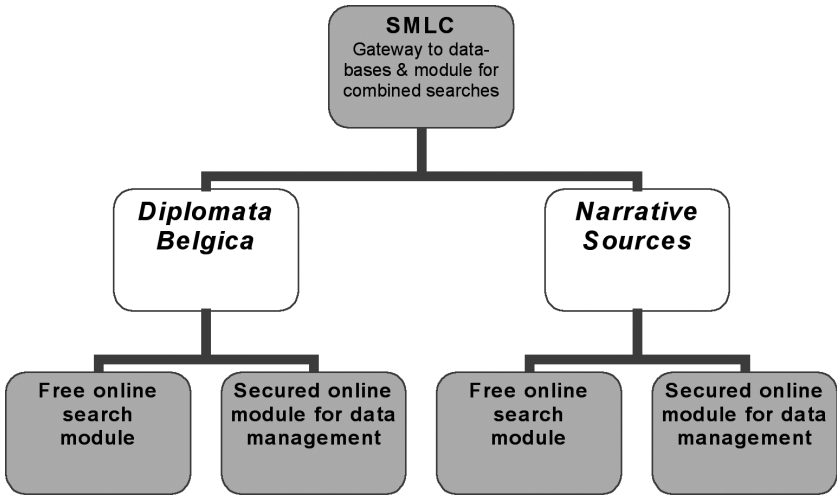 SMLC
Gateway to data-
bases & module for
combined searches
Diplomata
Belgica
Narrative
Sources
Free online
search
module
Secured online
module for data
management
Free online
search
module
Secured online
module for data
management